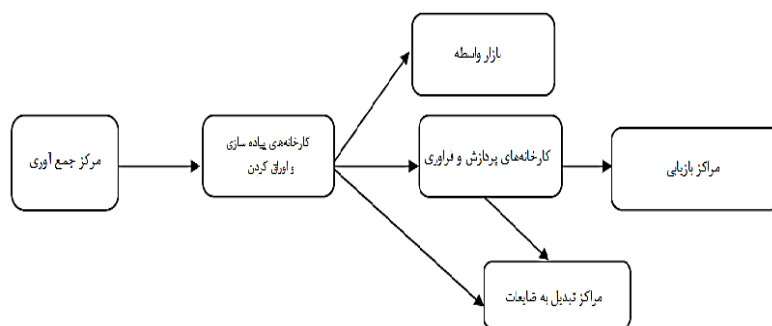 بازار واسطه
مرکز جمع آوری
کارخانه‌های پیاده سازی
و اوراق کردن
کارخانه‌های پردازش و فراوری
مراکز بازیابی
مراکز تبدیل به ضایعات